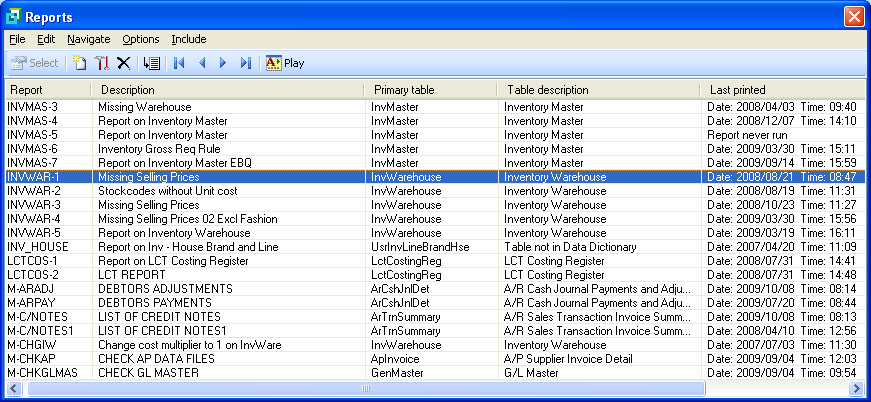 Reports
File Edit Navigate Options Include
Select Play
Report Description Primary table Table description Last printed
INVMAS-3 Missing Warehouse InvMaster Inventory Master Date: 2008/04/03 Time: 09:40
INVMAS-4 Report on Inventory Master InvMaster Inventory Master Date: 2008/12/07 Time: 14:10
INVMAS-5 Report on Inventory Master InvMaster Inventory Master Report never run
INVMAS-6 Inventory Gross Req Rule InvMaster Inventory Master Date: 2009/03/30 Time: 15:11
INVMAS-7 Report on Inventory Master EBQ InvMaster Inventory Master Date: 2009/09/14 Time: 15:59
INVWAR-1 Missing Selling Prices InvWarehouse Inventory Warehouse Date: 2008/08/21 Time: 08:47
INVWAR-2 Stockcodes without Unit cost InvWarehouse Inventory Warehouse Date: 2008/08/19 Time: 11:31
INVWAR-3 Missing Selling Prices InvWarehouse Inventory Warehouse Date: 2008/10/23 Time: 11:27
INVWAR-4 Missing Selling Prices 02 Excl Fashion InvWarehouse Inventory Warehouse Date: 2009/03/30 Time: 15:56
INVWAR-5 Report on Inventory Warehouse InvWarehouse Inventory Warehouse Date: 2009/03/19 Time: 16:11
INV_HOUSE Report on Inv - House Brand and Line UsrInvLineBrandHse Table not in Data Dictionary Date: 2007/04/20 Time: 11:09
LCTCOS-1 Report on LCT Costing Register LctCostingReg LCT Costing Register Date: 2008/07/31 Time: 14:41
LCTCOS-2 LCT REPORT LctCostingReg LCT Costing Register Date: 2008/07/31 Time: 14:48
M-ARADJ DEBTORS ADJUSTMENTS ArCshJnlDet A/R Cash Journal Payments and Adju... Date: 2009/10/08 Time: 08:14
M-ARPAY DEBTORS PAYMENTS ArCshJnlDet A/R Cash Journal Payments and Adju... Date: 2009/07/20 Time: 08:44
M-C/NOTES LIST OF CREDIT NOTES ArTrnSummary A/R Sales Transaction Invoice Summ... Date: 2009/10/08 Time: 08:13
M-C/NOTES1 LIST OF CREDIT NOTES1 ArTrnSummary A/R Sales Transaction Invoice Summ... Date: 2008/04/10 Time: 12:56
M-CHGIW Change cost multiplier to 1 on InvWare InvWarehouse Inventory Warehouse Date: 2007/07/03 Time: 11:30
M-CHKAP CHECK AP DATA FILES ApInvoice A/P Supplier Invoice Detail Date: 2009/09/04 Time: 12:03
M-CHKGLMAS CHECK GL MASTER GenMaster G/L Master Date: 2009/09/04 Time: 09:54